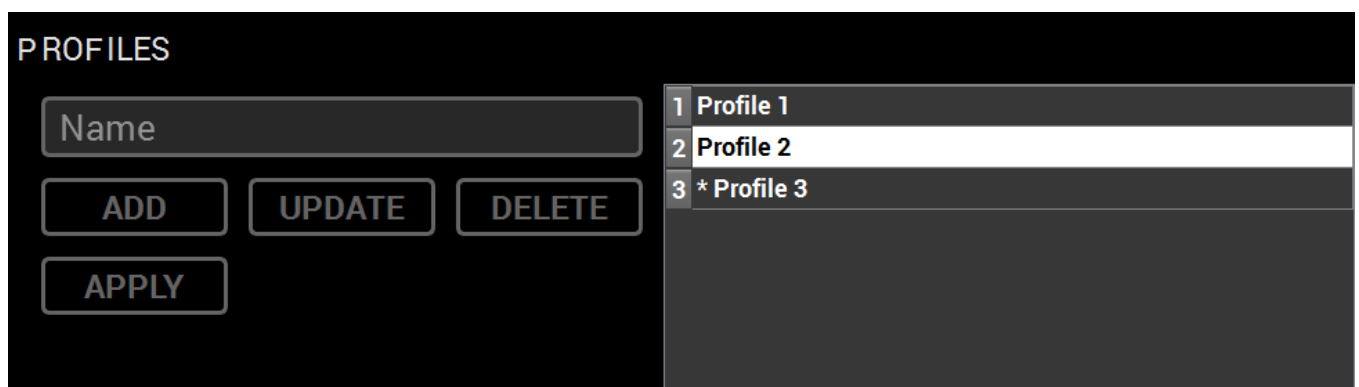 PROFILES
Name
ADD UPDATE DELETE
APPLY
1 Profile 1
2 Profile 2
3 * Profile 3